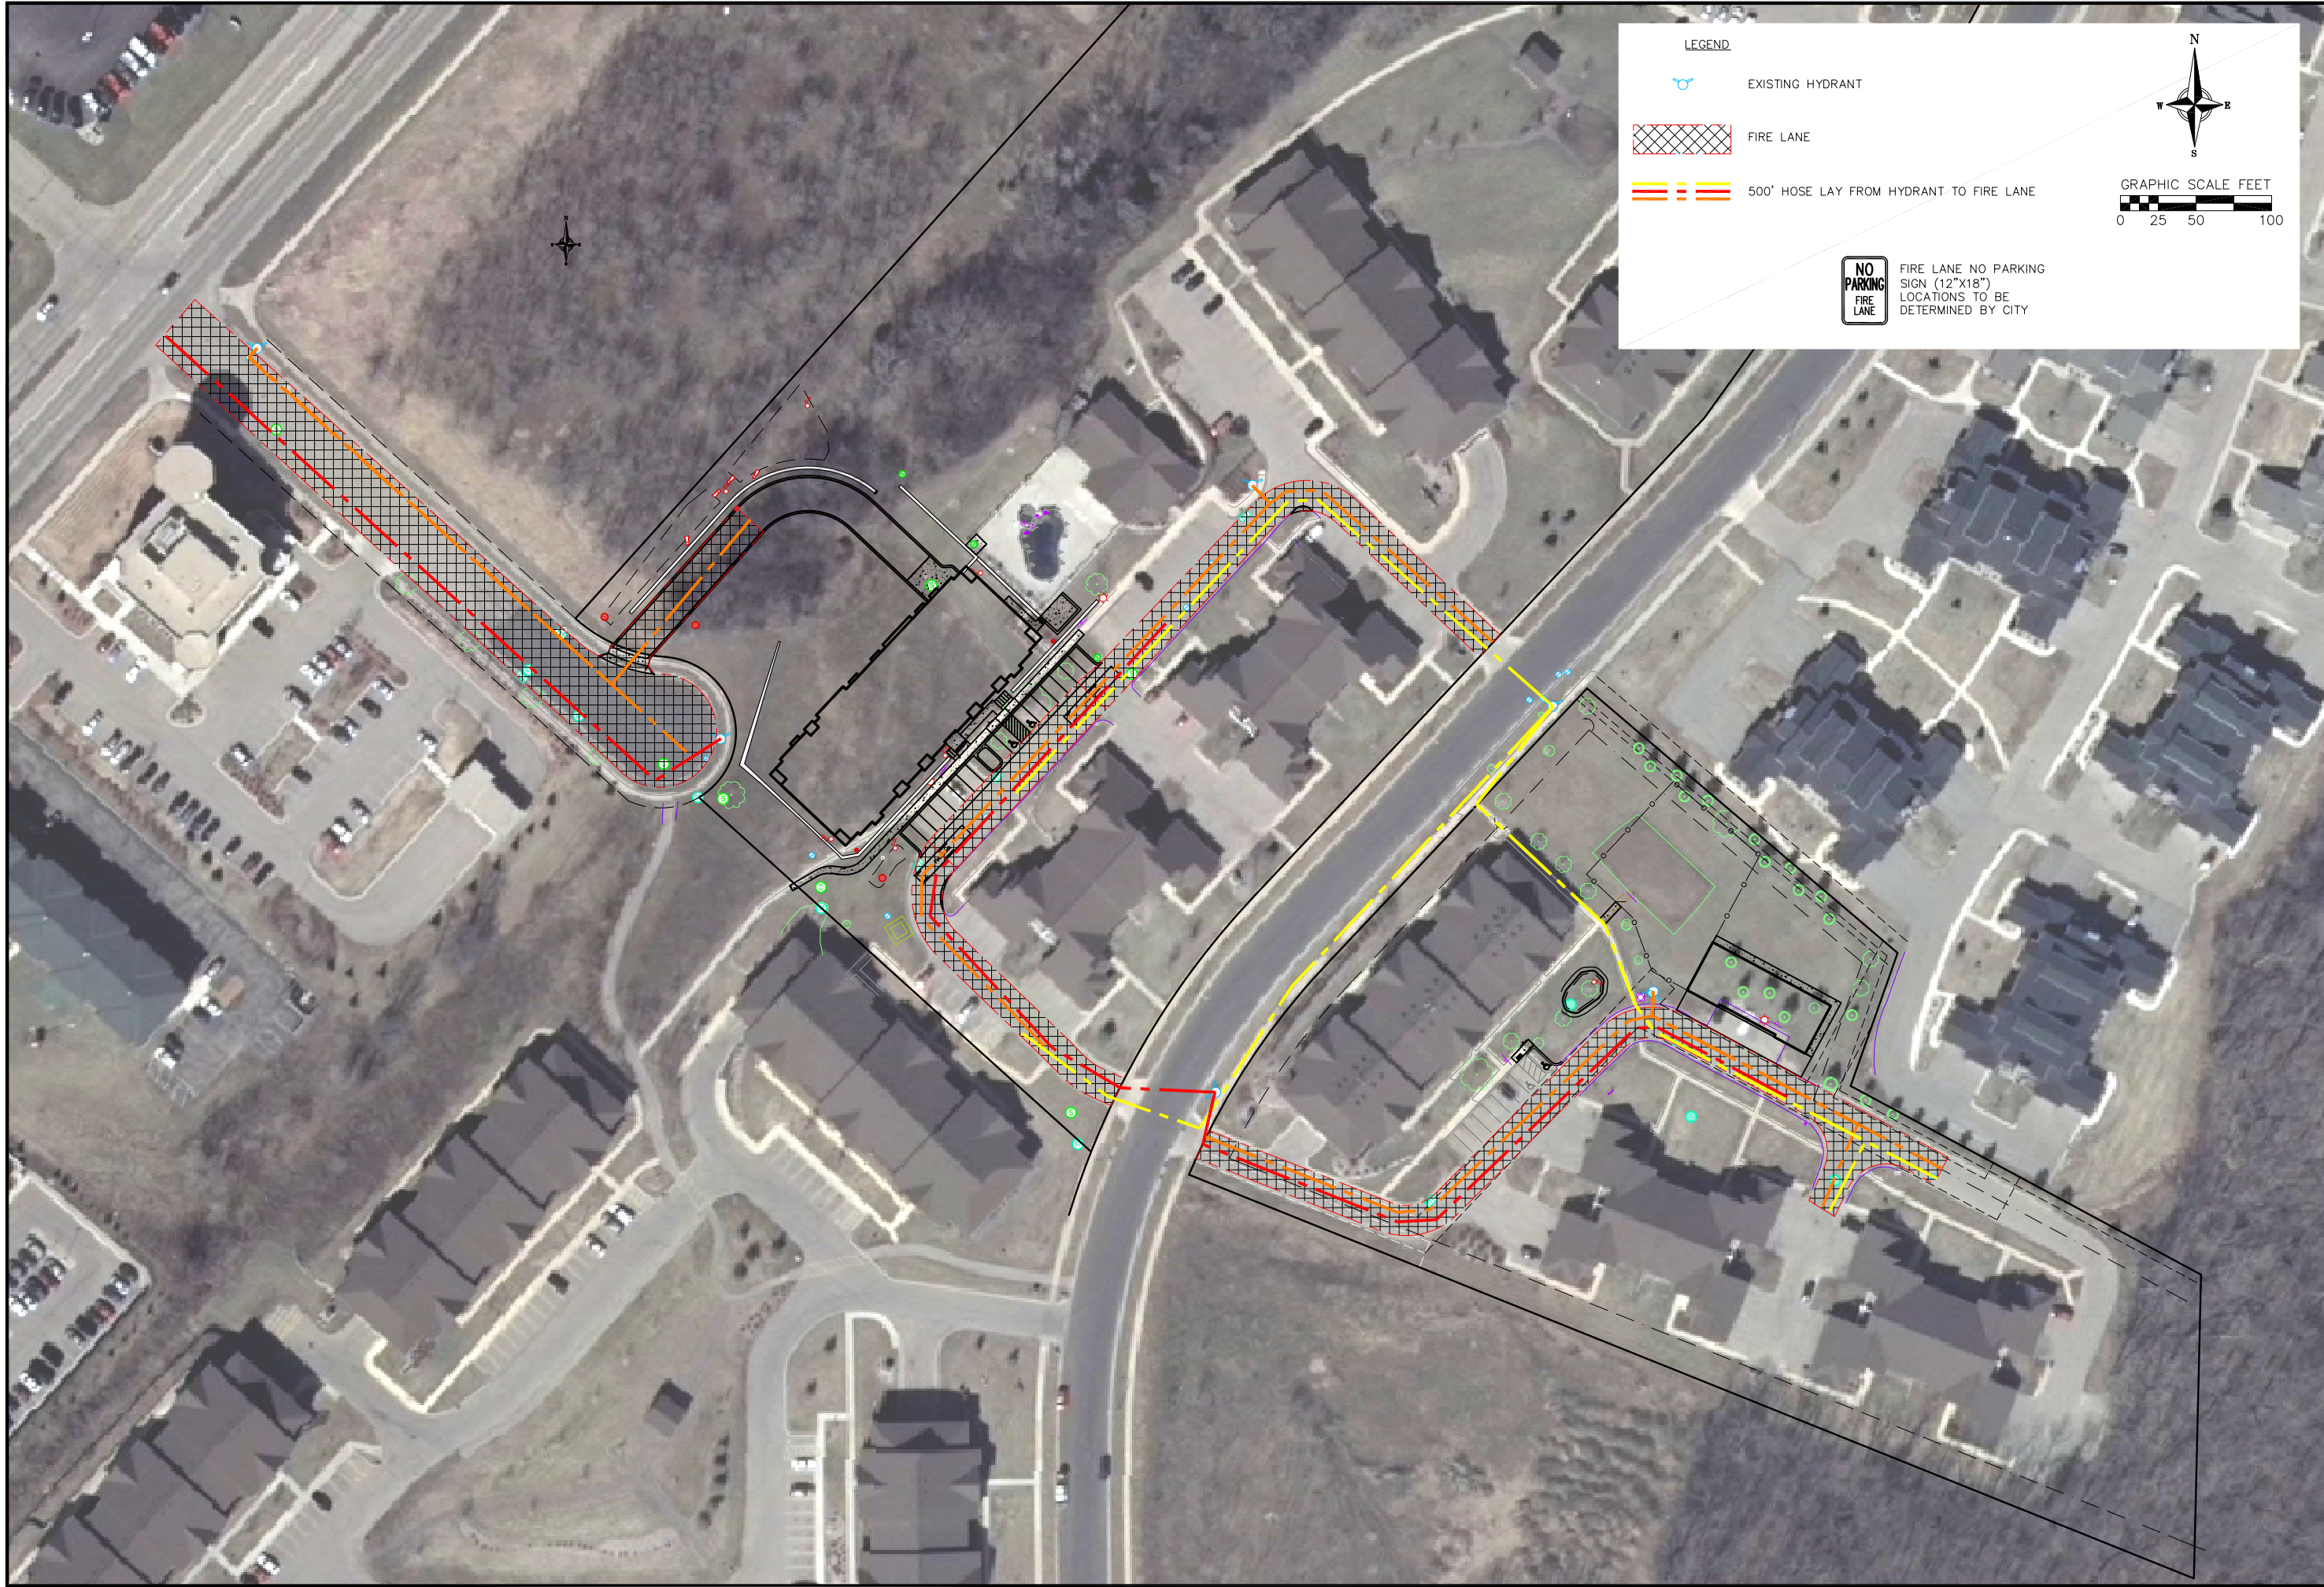 LEGEND
EXISTING HYDRANT
FIRE LANE
500' HOSE LAY FROM HYDRANT TO FIRE LANE
N
W E
S
GRAPHIC SCALE FEET
0 25 50 100
NO
PARKING
FIRE
LANE
FIRE LANE NO PARKING
SIGN (12"X18")
LOCATIONS TO BE
DETERMINED BY CITY
N